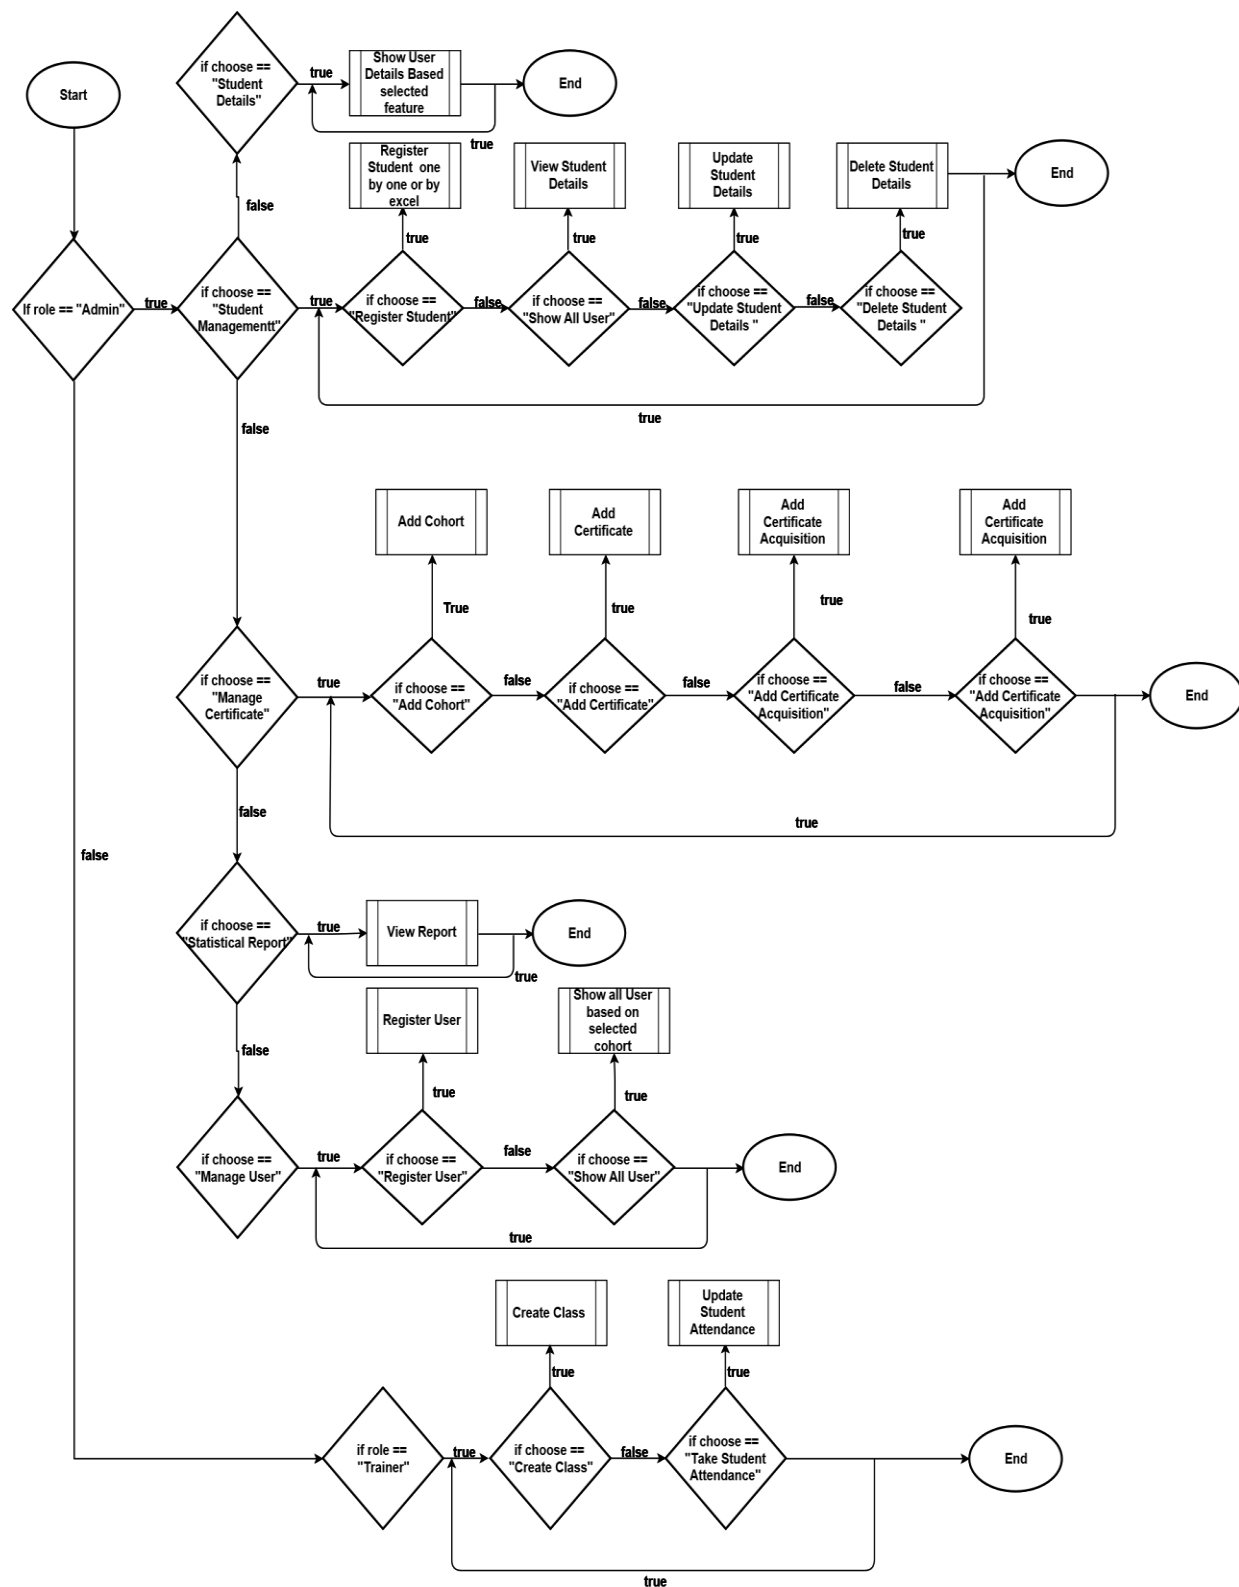 Start
if choose ==
"Student
Details"
true
Show User
Details Based
selected
feature
End
true
false
Register
Student one
by one or by
excel
View Student
Details
Update
Student
Details
Delete Student
Details
End
true
true
true
true
If role == "Admin"
true
if choose ==
"Student
Managementt"
true
if choose ==
"Register Student"
false
if choose ==
"Show All User"
false
if choose ==
"Update Student
Details "
false
if choose ==
"Delete Student
Details "
true
false
Add Cohort
Add
Certificate
Add
Certificate
Acquisition
Add
Certificate
Acquisition
True
true
true
true
if choose ==
"Manage
Certificate"
true
if choose ==
"Add Cohort"
false
if choose ==
"Add Certificate"
false
if choose ==
"Add Certificate
Acquisition"
false
if choose ==
"Add Certificate
Acquisition"
End
true
false
false
if choose ==
"Statistical Report"
true
View Report
End
true
false
Register User
Show all User
based on
selected
cohort
true
true
if choose ==
"Manage User"
true
if choose ==
"Register User"
false
if choose ==
"Show All User"
End
true
Create Class
Update
Student
Attendance
true
true
if role ==
"Trainer"
true
if choose ==
"Create Class"
false
if choose ==
"Take Student
Attendance"
End
true